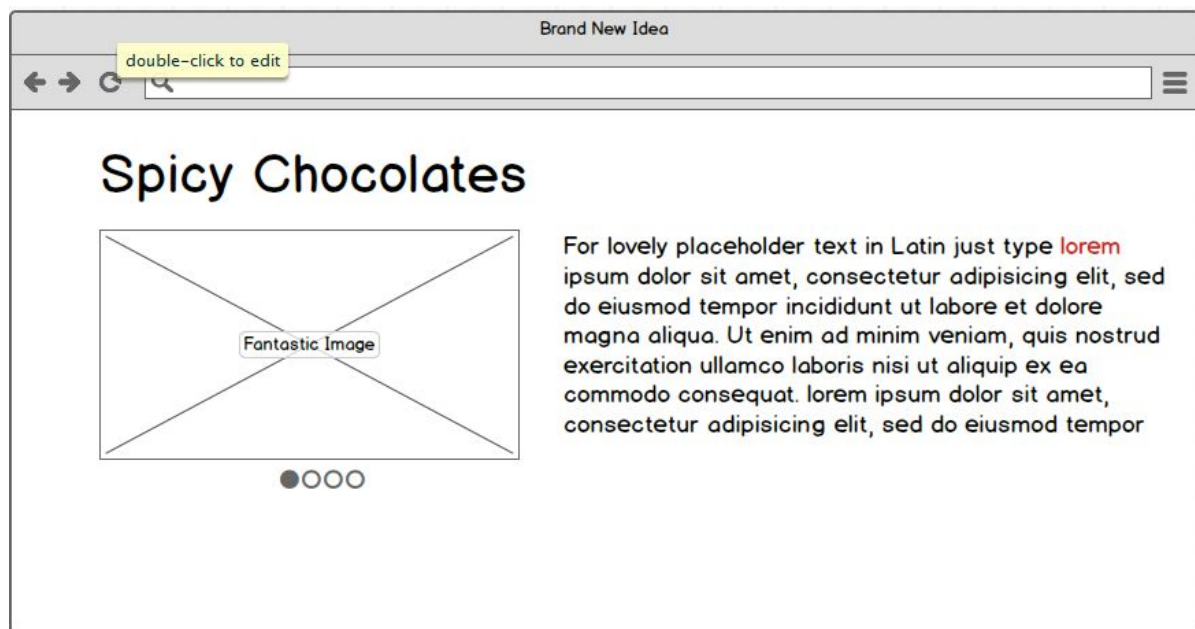 Brand New Idea
double-click to edit
Spicy Chocolates
Fantastic Image
For lovely placeholder text in Latin just type lorem
ipsum dolor sit amet, consectetur adipisicing elit, sed
do eiusmod tempor incididunt ut labore et dolore
magna aliqua. Ut enim ad minim veniam, quis nostrud
exercitation ullamco laboris nisi ut aliquip ex ea
commodo consequat. lorem ipsum dolor sit amet,
consectetur adipisicing elit, sed do eiusmod tempor